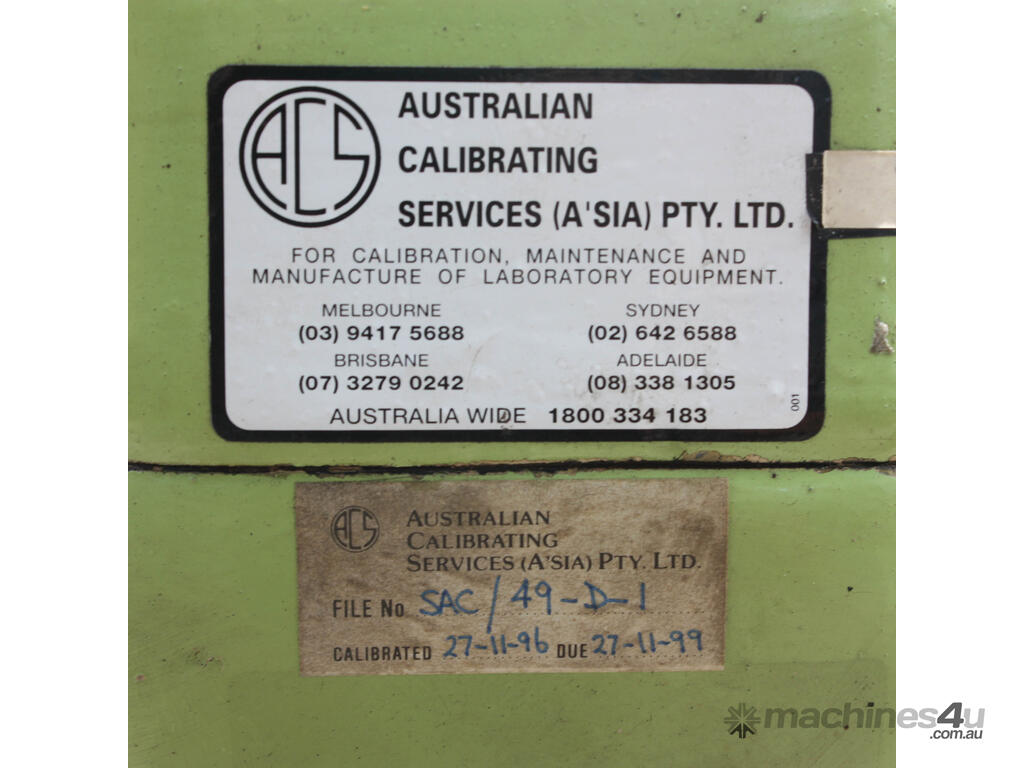 ACS
AUSTRALIAN
CALIBRATING
SERVICES (A'SIA) PTY. LTD.
FOR CALIBRATION, MAINTENANCE AND
MANUFACTURE OF LABORATORY EQUIPMENT.
MELBOURNE SYDNEY
(03) 9417 5688 (02) 642 6588
BRISBANE ADELAIDE
(07) 3279 0242 (08) 338 1305
AUSTRALIA WIDE 1800 334 183
001
ACS
AUSTRALIAN
CALIBRATING
SERVICES (A'SIA) PTY. LTD.
FILE No SAC/49-D-1
CALIBRATED 27-11-96 DUE 27-11-99
machines4u
.com.au